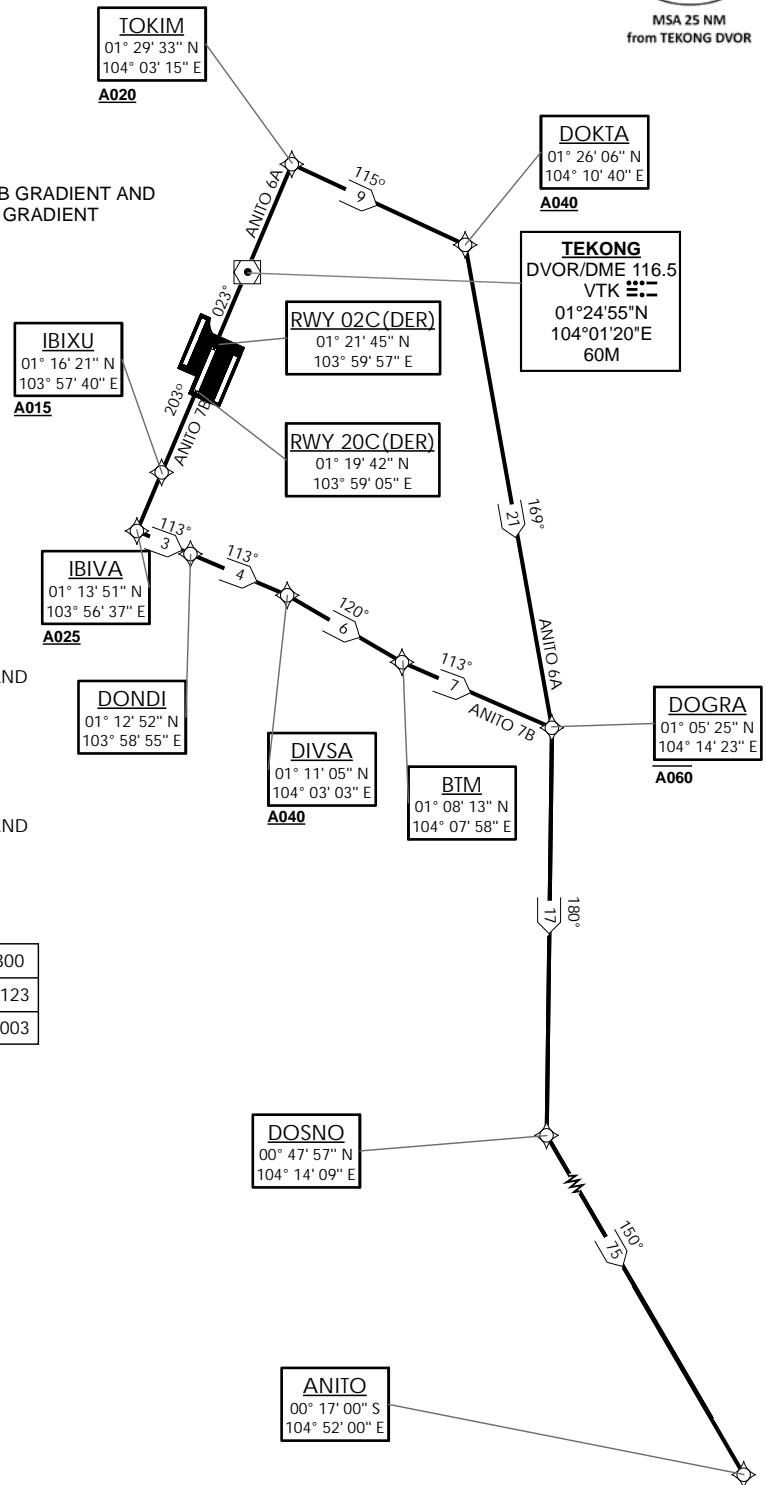 MSA 25 NM
from TEKONG DVOR
TOKIM
01° 29' 33" N
104° 03' 15" E
A020
DOKTA
01° 26' 06" N
104° 10' 40" E
A040
B GRADIENT AND
GRADIENT
ANITO 6A
115°
9
TEKONG
DVOR/DME 116.5
VTK
01°24'55"N
104°01'20"E
60M
023°
RWY 02C(DER)
01° 21' 45" N
103° 59' 57" E
IBIXU
01° 16' 21" N
103° 57' 40" E
A015
203°
ANITO 7B
RWY 20C(DER)
01° 19' 42" N
103° 59' 05" E
169°
21
113°
3
113°
4
IBIVA
01° 13' 51" N
103° 56' 37" E
A025
120°
6
ANITO 6A
113°
7
ANITO 7B
AND
DONDI
01° 12' 52" N
103° 58' 55" E
DOGRA
01° 05' 25" N
104° 14' 23" E
A060
DIVSA
01° 11' 05" N
104° 03' 03" E
A040
BTM
01° 08' 13" N
104° 07' 58" E
AND
180°
17
300
123
003
DOSNO
00° 47' 57" N
104° 14' 09" E
150°
75
ANITO
00° 17' 00" S
104° 52' 00" E